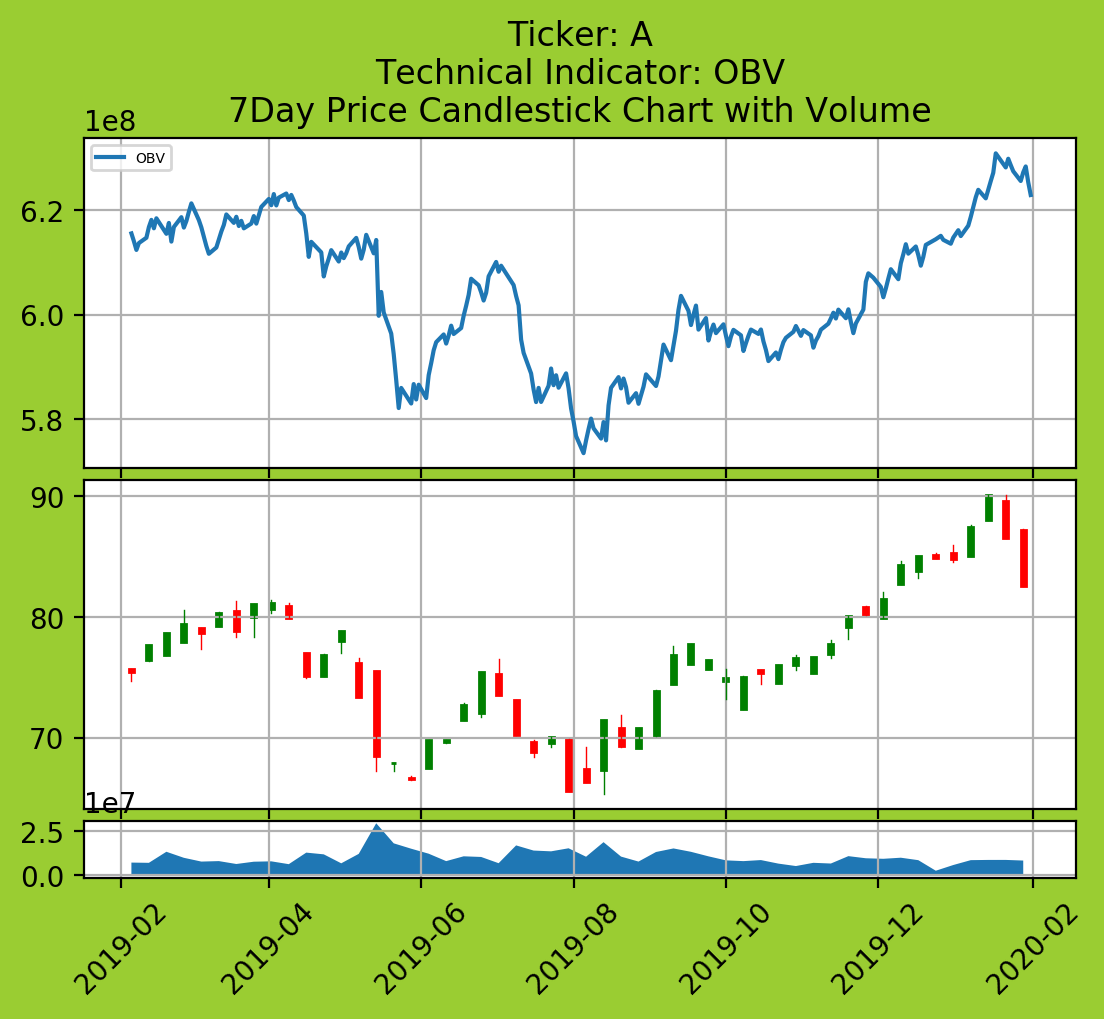 Ticker: A
Technical Indicator: OBV
7Day Price Candlestick Chart with Volume
1e8
OBV
6.2
6.0
5.8
90
80
70
1e7
2.5
0.0
2019-02
2019-04
2019-06
2019-08
2019-10
2019-12
2020-02